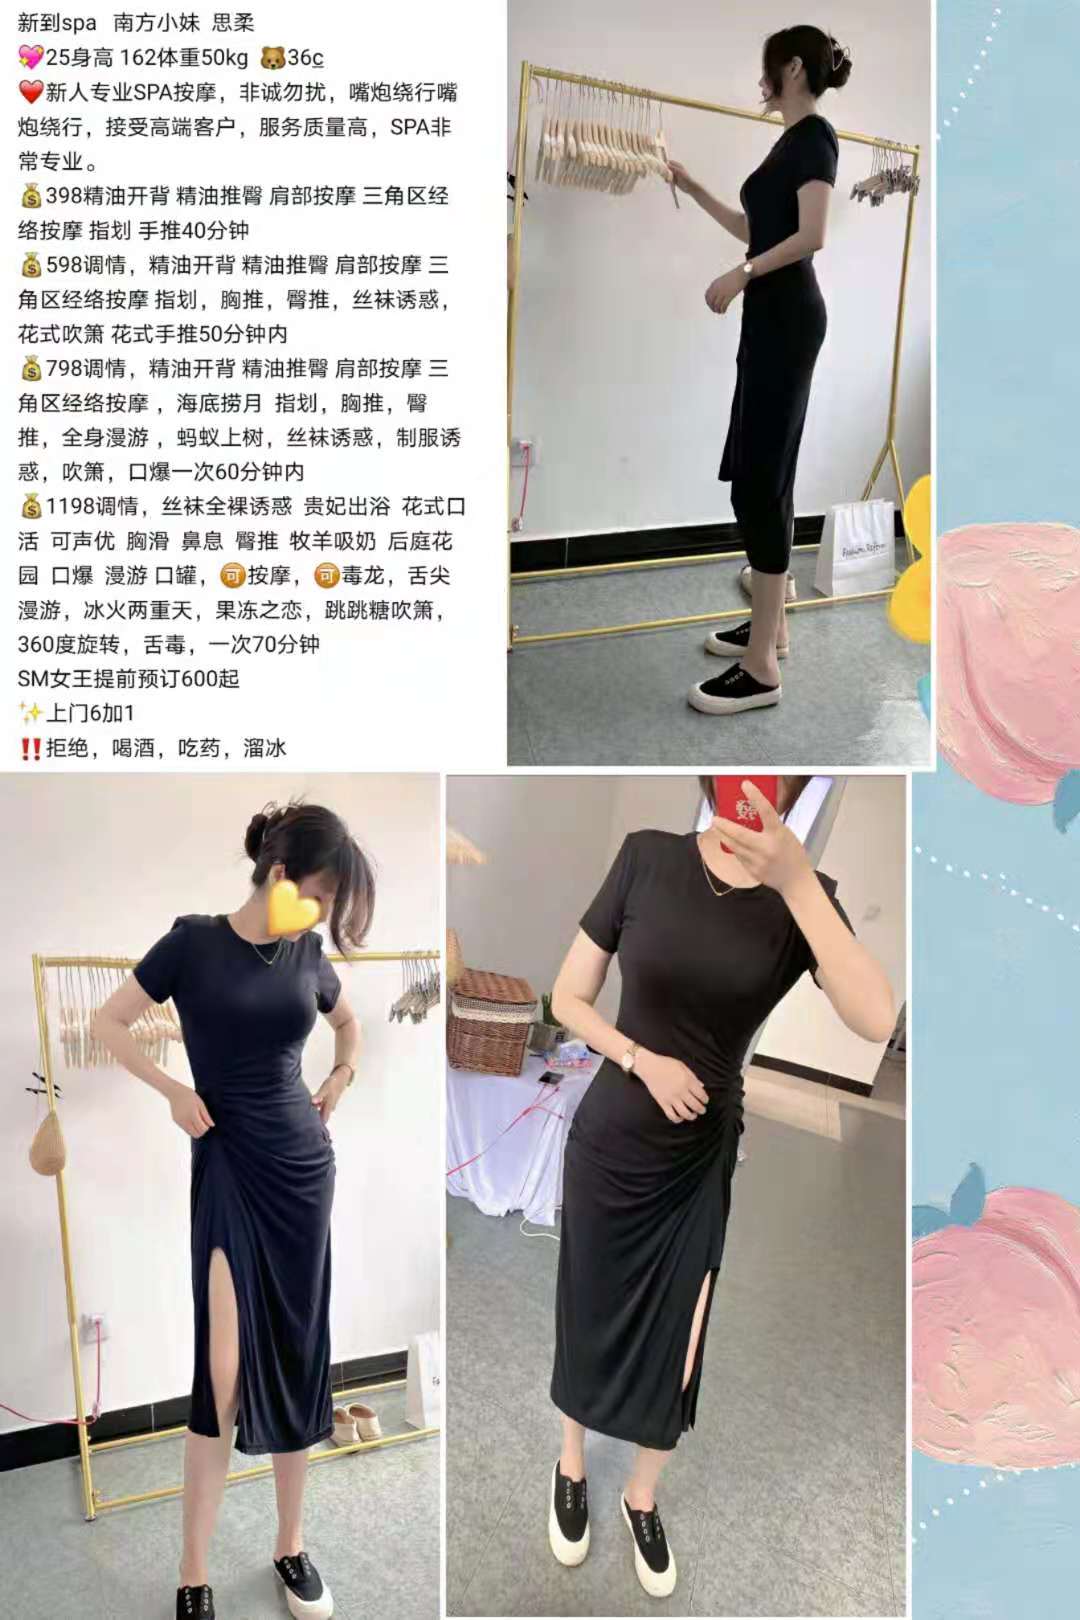 新到spa 南方小妹 思柔
💖25身高 162体重50kg 🐻36c
❤️新人专业SPA按摩，非诚勿扰，嘴炮绕行嘴
炮绕行，接受高端客户，服务质量高，SPA非
常专业。
💰398精油开背 精油推臀 肩部按摩 三角区经
络按摩 指划 手推40分钟
💰598调情，精油开背 精油推臀 肩部按摩 三
角区经络按摩 指划，胸推，臀推，丝袜诱惑，
花式吹箫 花式手推50分钟内
💰798调情，精油开背 精油推臀 肩部按摩 三
角区经络按摩 ，海底捞月 指划，胸推，臀
推，全身漫游 ，蚂蚁上树，丝袜诱惑，制服诱
惑，吹箫，口爆一次60分钟内
💰1198调情，丝袜全裸诱惑 贵妃出浴 花式口
活 可声优 胸滑 鼻息 臀推 牧羊吸奶 后庭花
园 口爆 漫游 口罐，🉑按摩，🉑毒龙，舌尖
漫游，冰火两重天，果冻之恋，跳跳糖吹箫，
360度旋转，舌毒，一次70分钟
SM女王提前预订600起
✨上门6加1
‼️拒绝，喝酒，吃药，溜冰